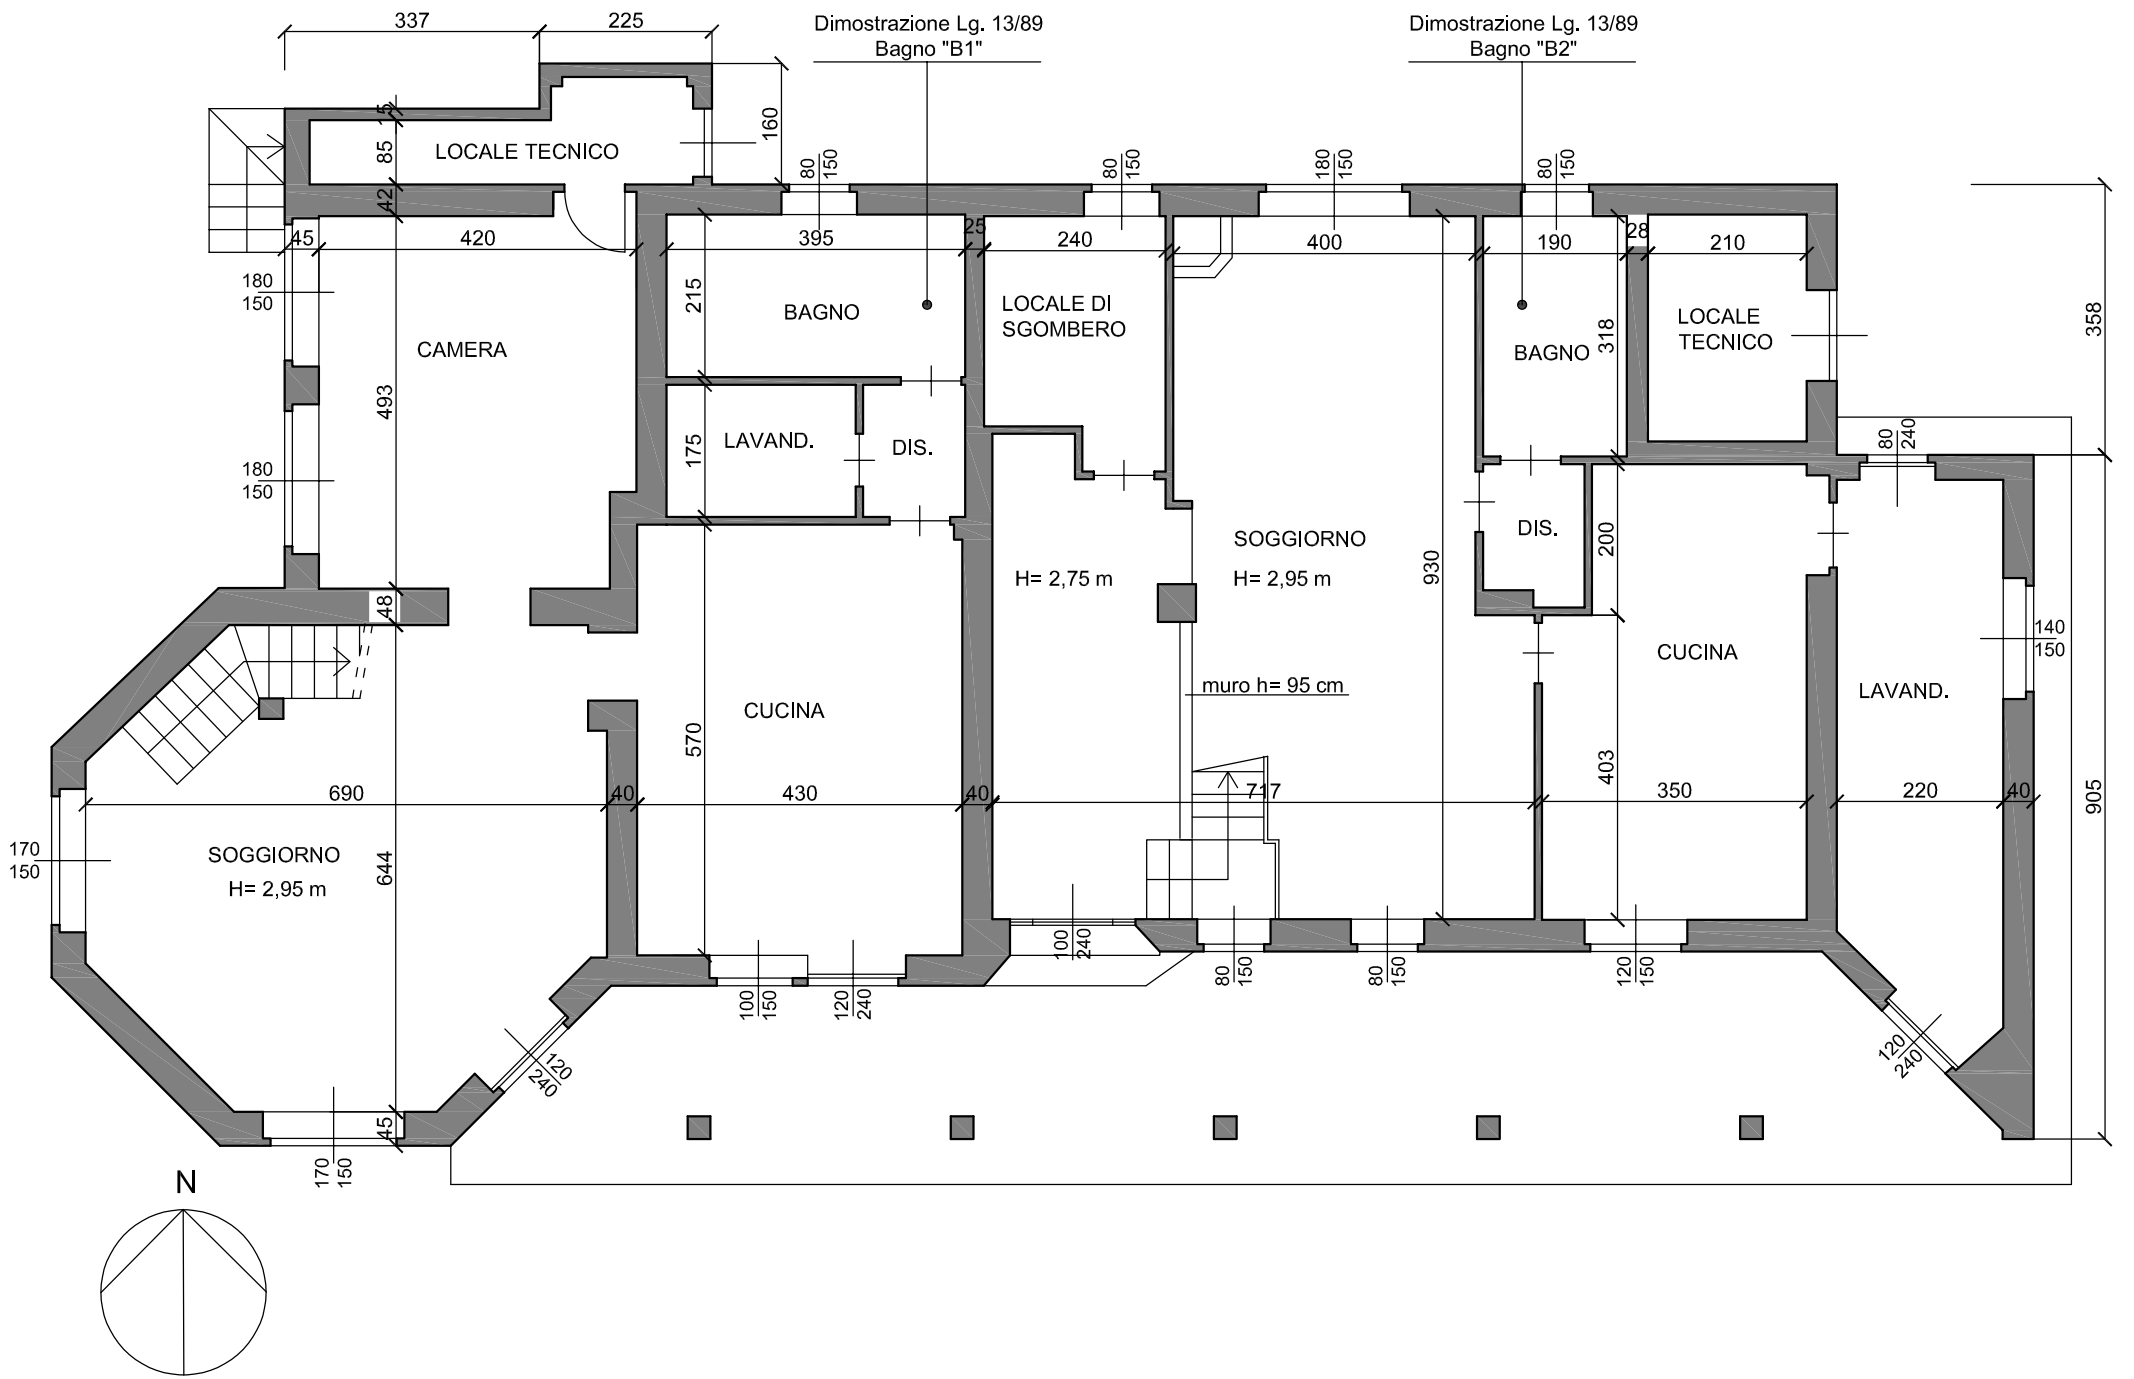 337
225
Dimostrazione Lg. 13/89
Bagno "B1"
Dimostrazione Lg. 13/89
Bagno "B2"
15
85
LOCALE TECNICO
160
80
150
80
150
180
150
80
150
42
45
420
395
25
240
400
190
28
210
180
150
215
BAGNO
LOCALE DI
SGOMBERO
318
LOCALE
TECNICO
358
CAMERA
BAGNO
493
175
LAVAND.
DIS.
80
240
180
150
SOGGIORNO
DIS.
200
H= 2,75 m
H= 2,95 m
930
48
140
150
CUCINA
muro h= 95 cm
LAVAND.
CUCINA
570
403
690
40
430
40
717
350
220
40
905
170
150
SOGGIORNO
H= 2,95 m
644
100
240
80
150
80
150
120
150
100
150
120
240
120
240
120
240
45
170
150
N